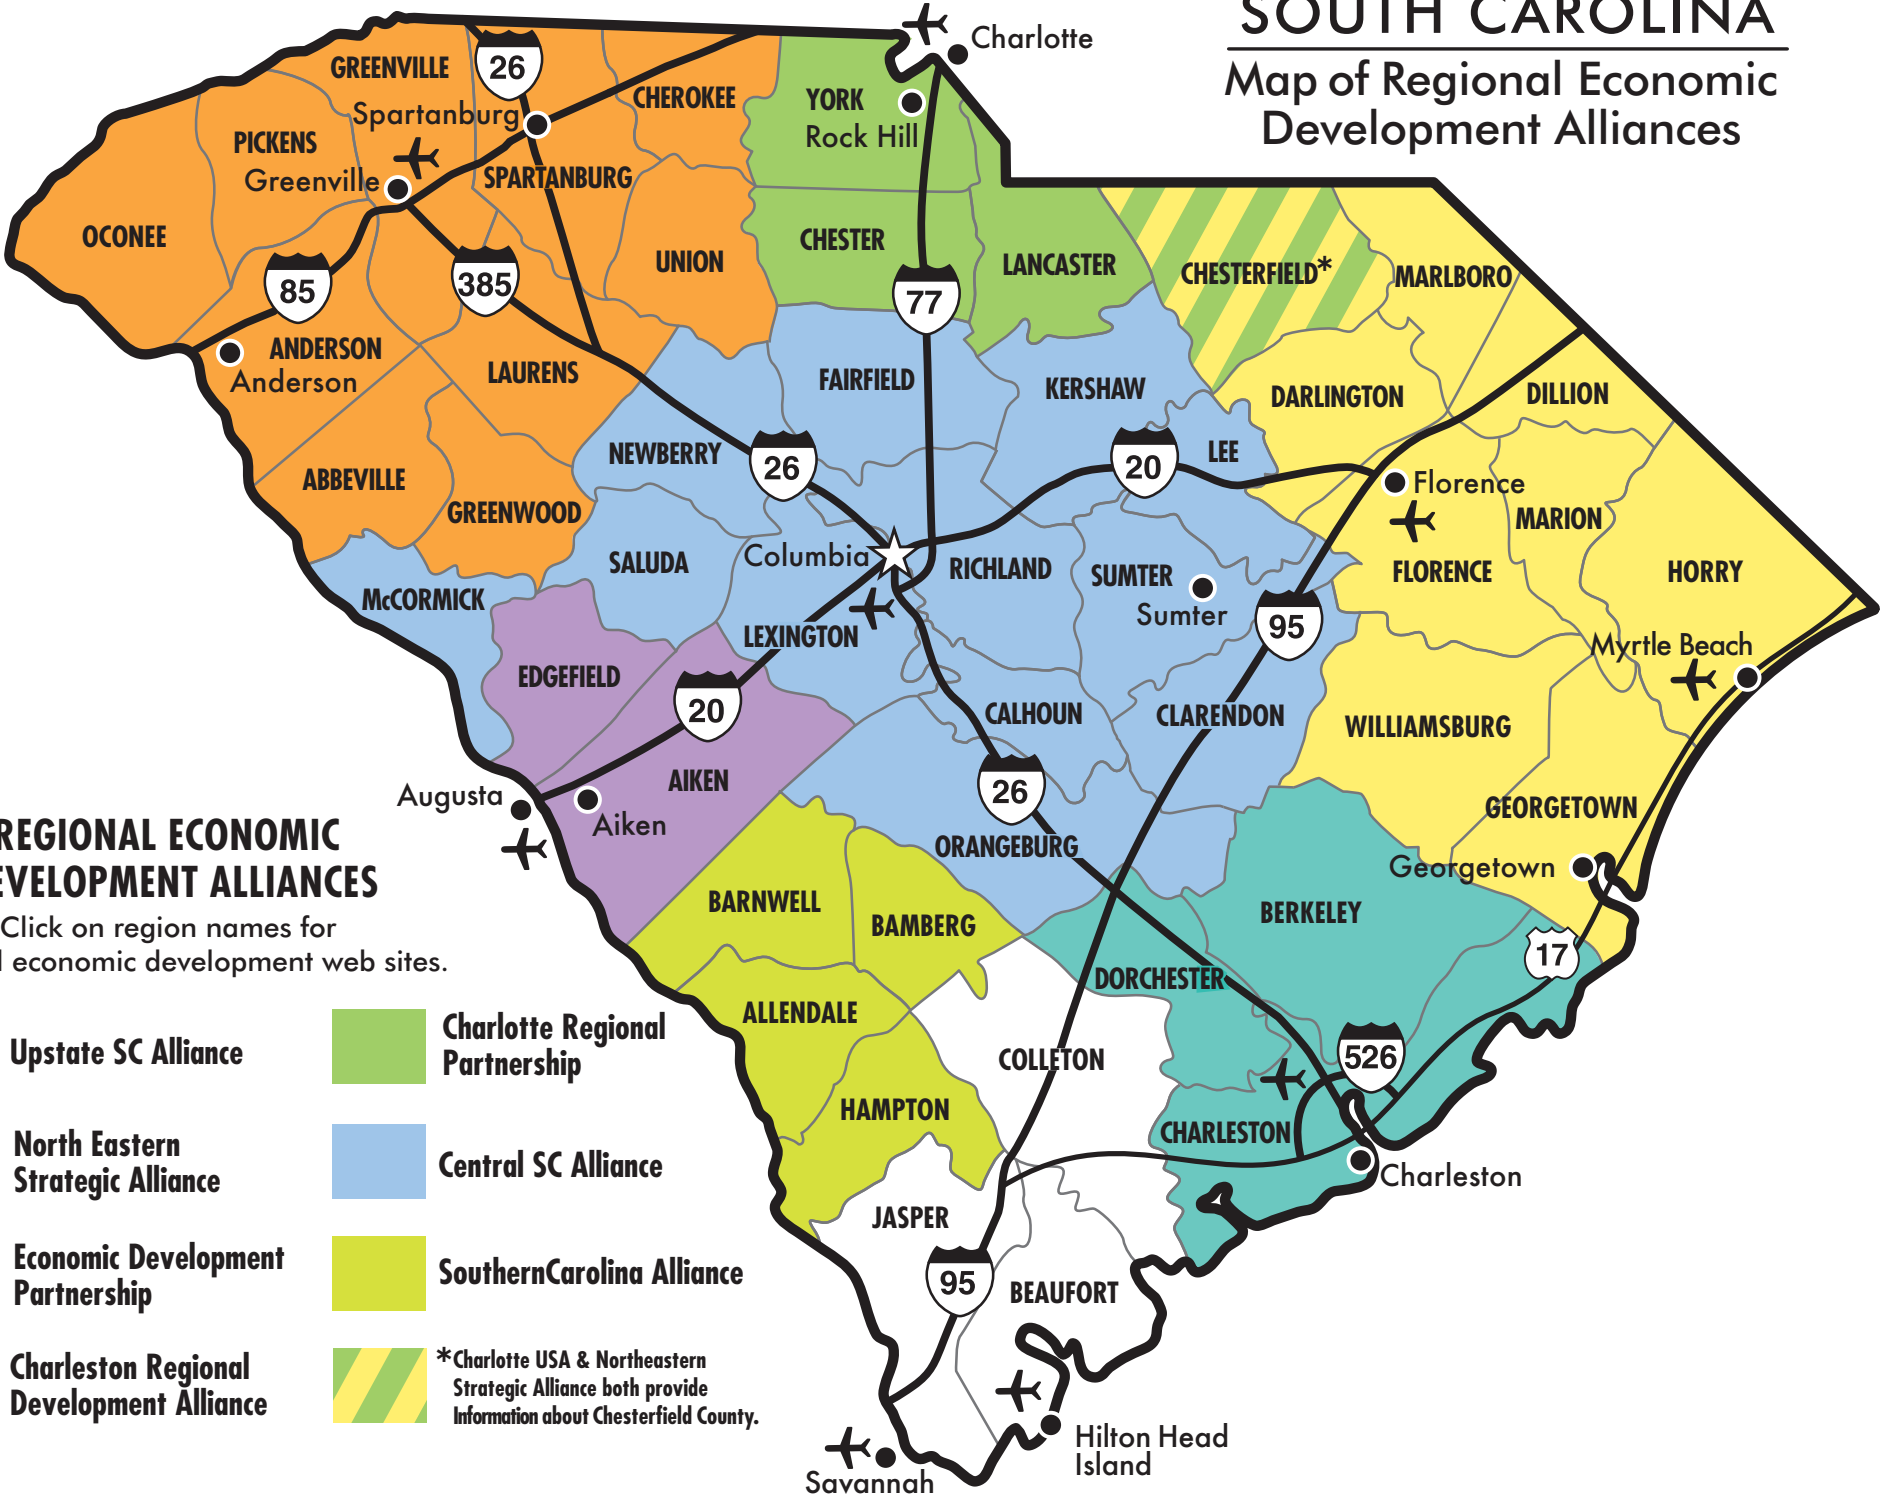 SOUTH CAROLINA
Map of Regional Economic
Development Alliances
Charlotte
GREENVILLE
26
CHEROKEE
YORK
Rock Hill
Spartanburg
PICKENS
Greenville
SPARTANBURG
OCONEE
UNION
CHESTER
LANCASTER
CHESTERFIELD*
MARLBORO
85
385
77
ANDERSON
Anderson
LAURENS
FAIRFIELD
KERSHAW
DARLINGTON
DILLION
NEWBERRY
26
20
LEE
ABBEVILLE
GREENWOOD
Florence
MARION
SALUDA
Columbia
RICHLAND
SUMTER
Sumter
FLORENCE
HORRY
McCORMICK
LEXINGTON
95
Myrtle Beach
EDGEFIELD
20
CALHOUN
CLARENDON
WILLIAMSBURG
AIKEN
Augusta
Aiken
26
GEORGETOWN
ORANGEBURG
Georgetown
BARNWELL
BAMBERG
BERKELEY
17
DORCHESTER
ALLENDALE
COLLETON
526
HAMPTON
CHARLESTON
Charleston
JASPER
95
BEAUFORT
Hilton Head
Island
Savannah
REGIONAL ECONOMIC
EVELOPMENT ALLIANCES
Click on region names for
l economic development web sites.
Upstate SC Alliance
Charlotte Regional
Partnership
North Eastern
Strategic Alliance
Central SC Alliance
Economic Development
Partnership
SouthernCarolina Alliance
Charleston Regional
Development Alliance
*Charlotte USA & Northeastern
Strategic Alliance both provide
Information about Chesterfield County.